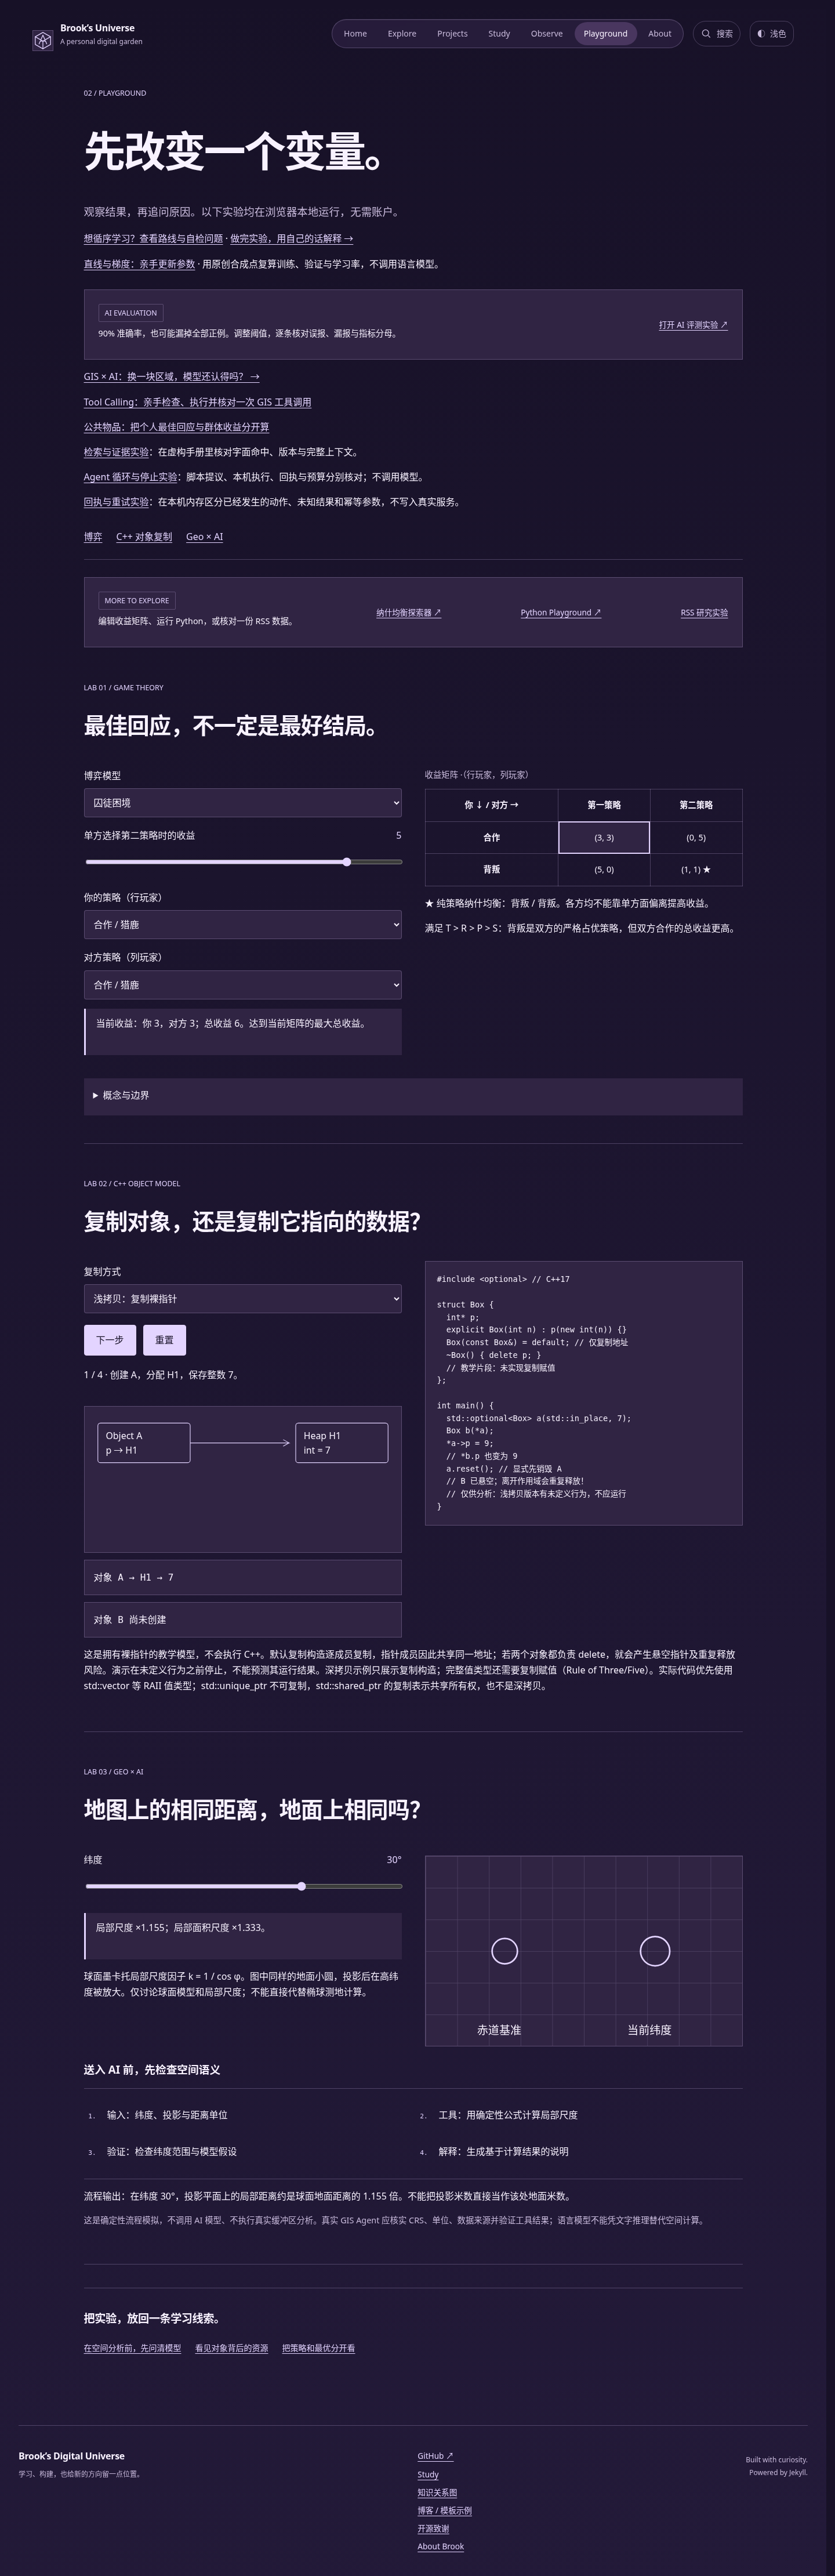 Brook’s Universe
A personal digital garden
Home Explore Projects Study Observe Playground About 搜索 浅色
02 / PLAYGROUND
先改变一个变量。
观察结果，再追问原因。以下实验均在浏览器本地运行，无需账户。
想循序学习？查看路线与自检问题 · 做完实验，用自己的话解释 →
直线与梯度：亲手更新参数 · 用原创合成点复算训练、验证与学习率，不调用语言模型。
AI EVALUATION
90% 准确率，也可能漏掉全部正例。调整阈值，逐条核对误报、漏报与指标分母。
打开 AI 评测实验 ↗
GIS × AI：换一块区域，模型还认得吗？ →
Tool Calling：亲手检查、执行并核对一次 GIS 工具调用
公共物品：把个人最佳回应与群体收益分开算
检索与证据实验：在虚构手册里核对字面命中、版本与完整上下文。
Agent 循环与停止实验：脚本提议、本机执行、回执与预算分别核对；不调用模型。
回执与重试实验：在本机内存区分已经发生的动作、未知结果和幂等参数，不写入真实服务。
博弈 C++ 对象复制 Geo × AI
MORE TO EXPLORE
编辑收益矩阵、运行 Python，或核对一份 RSS 数据。
纳什均衡探索器 ↗ Python Playground ↗ RSS 研究实验
LAB 01 / GAME THEORY
最佳回应，不一定是最好结局。
博弈模型
囚徒困境
单方选择第二策略时的收益 5
你的策略（行玩家）
合作 / 猎鹿
对方策略（列玩家）
合作 / 猎鹿
当前收益：你 3，对方 3；总收益 6。达到当前矩阵的最大总收益。
收益矩阵 ·（行玩家，列玩家）
你 ↓ / 对方 → 第一策略 第二策略
合作 (3, 3) (0, 5)
背叛 (5, 0) (1, 1) ★
★ 纯策略纳什均衡：背叛 / 背叛。各方均不能靠单方面偏离提高收益。
满足 T > R > P > S：背叛是双方的严格占优策略，但双方合作的总收益更高。
▶ 概念与边界
LAB 02 / C++ OBJECT MODEL
复制对象，还是复制它指向的数据？
复制方式
浅拷贝：复制裸指针
下一步 重置
1 / 4 · 创建 A，分配 H1，保存整数 7。
Object A
p → H1
Heap H1
int = 7
对象 A → H1 → 7
对象 B 尚未创建
#include <optional> // C++17
struct Box {
int* p;
explicit Box(int n) : p(new int(n)) {}
Box(const Box&) = default; // 仅复制地址
~Box() { delete p; }
// 教学片段：未实现复制赋值
};
int main() {
std::optional<Box> a(std::in_place, 7);
Box b(*a);
*a->p = 9;
// *b.p 也变为 9
a.reset(); // 显式先销毁 A
// B 已悬空；离开作用域会重复释放！
// 仅供分析：浅拷贝版本有未定义行为，不应运行
}
这是拥有裸指针的教学模型，不会执行 C++。默认复制构造逐成员复制，指针成员因此共享同一地址；若两个对象都负责 delete，就会产生悬空指针及重复释放
风险。演示在未定义行为之前停止，不能预测其运行结果。深拷贝示例只展示复制构造；完整值类型还需要复制赋值（Rule of Three/Five）。实际代码优先使用
std::vector 等 RAII 值类型；std::unique_ptr 不可复制，std::shared_ptr 的复制表示共享所有权，也不是深拷贝。
LAB 03 / GEO × AI
地图上的相同距离，地面上相同吗？
纬度 30°
局部尺度 ×1.155；局部面积尺度 ×1.333。
球面墨卡托局部尺度因子 k = 1 / cos φ。图中同样的地面小圆，投影后在高纬
度被放大。仅讨论球面模型和局部尺度；不能直接代替椭球测地计算。
赤道基准 当前纬度
送入 AI 前，先检查空间语义
1. 输入：纬度、投影与距离单位
2. 工具：用确定性公式计算局部尺度
3. 验证：检查纬度范围与模型假设
4. 解释：生成基于计算结果的说明
流程输出：在纬度 30°，投影平面上的局部距离约是球面地面距离的 1.155 倍。不能把投影米数直接当作该处地面米数。
这是确定性流程模拟，不调用 AI 模型、不执行真实缓冲区分析。真实 GIS Agent 应核实 CRS、单位、数据来源并验证工具结果；语言模型不能凭文字推理替代空间计算。
把实验，放回一条学习线索。
在空间分析前，先问清模型 看见对象背后的资源 把策略和最优分开看
Brook’s Digital Universe
学习、构建，也给新的方向留一点位置。
GitHub ↗
Study
知识关系图
博客 / 模板示例
开源致谢
About Brook
Built with curiosity.
Powered by Jekyll.